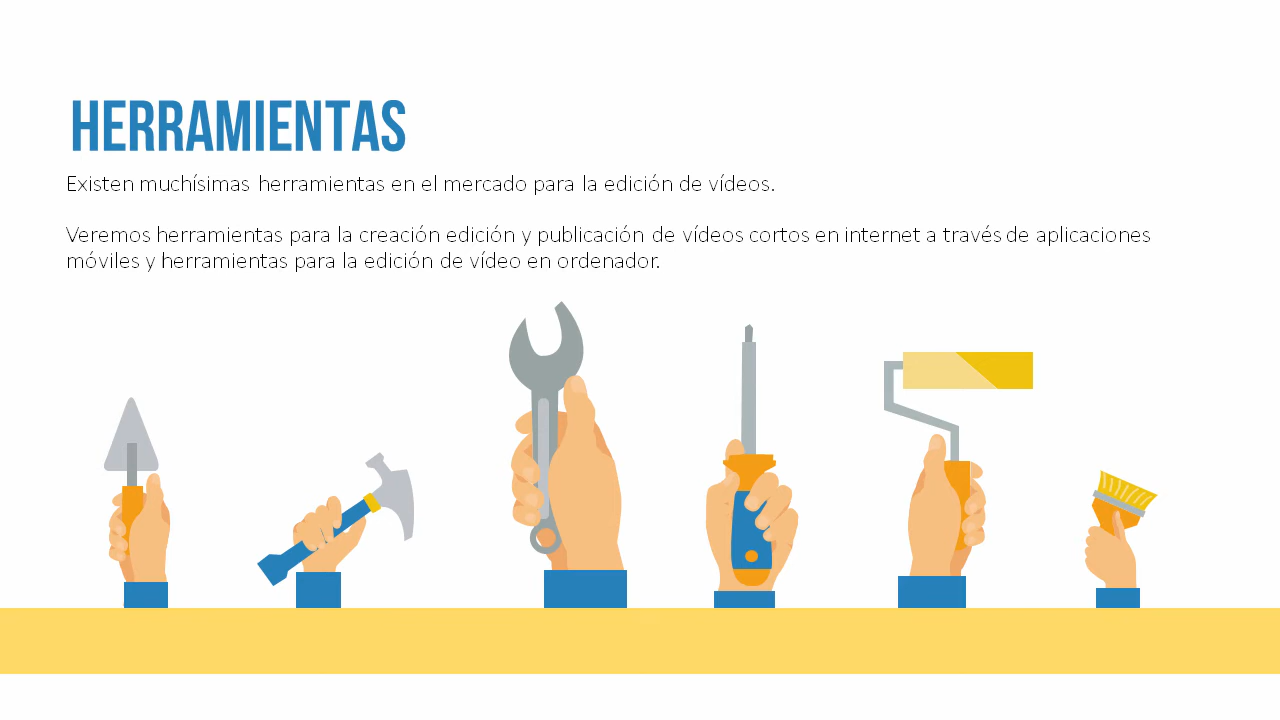 HERRAMIENTAS
Existen muchísimas herramientas en el mercado para la edición de vídeos.
Veremos herramientas para la creación edición y publicación de vídeos cortos en internet a través de aplicaciones
móviles y herramientas para la edición de vídeo en ordenador.